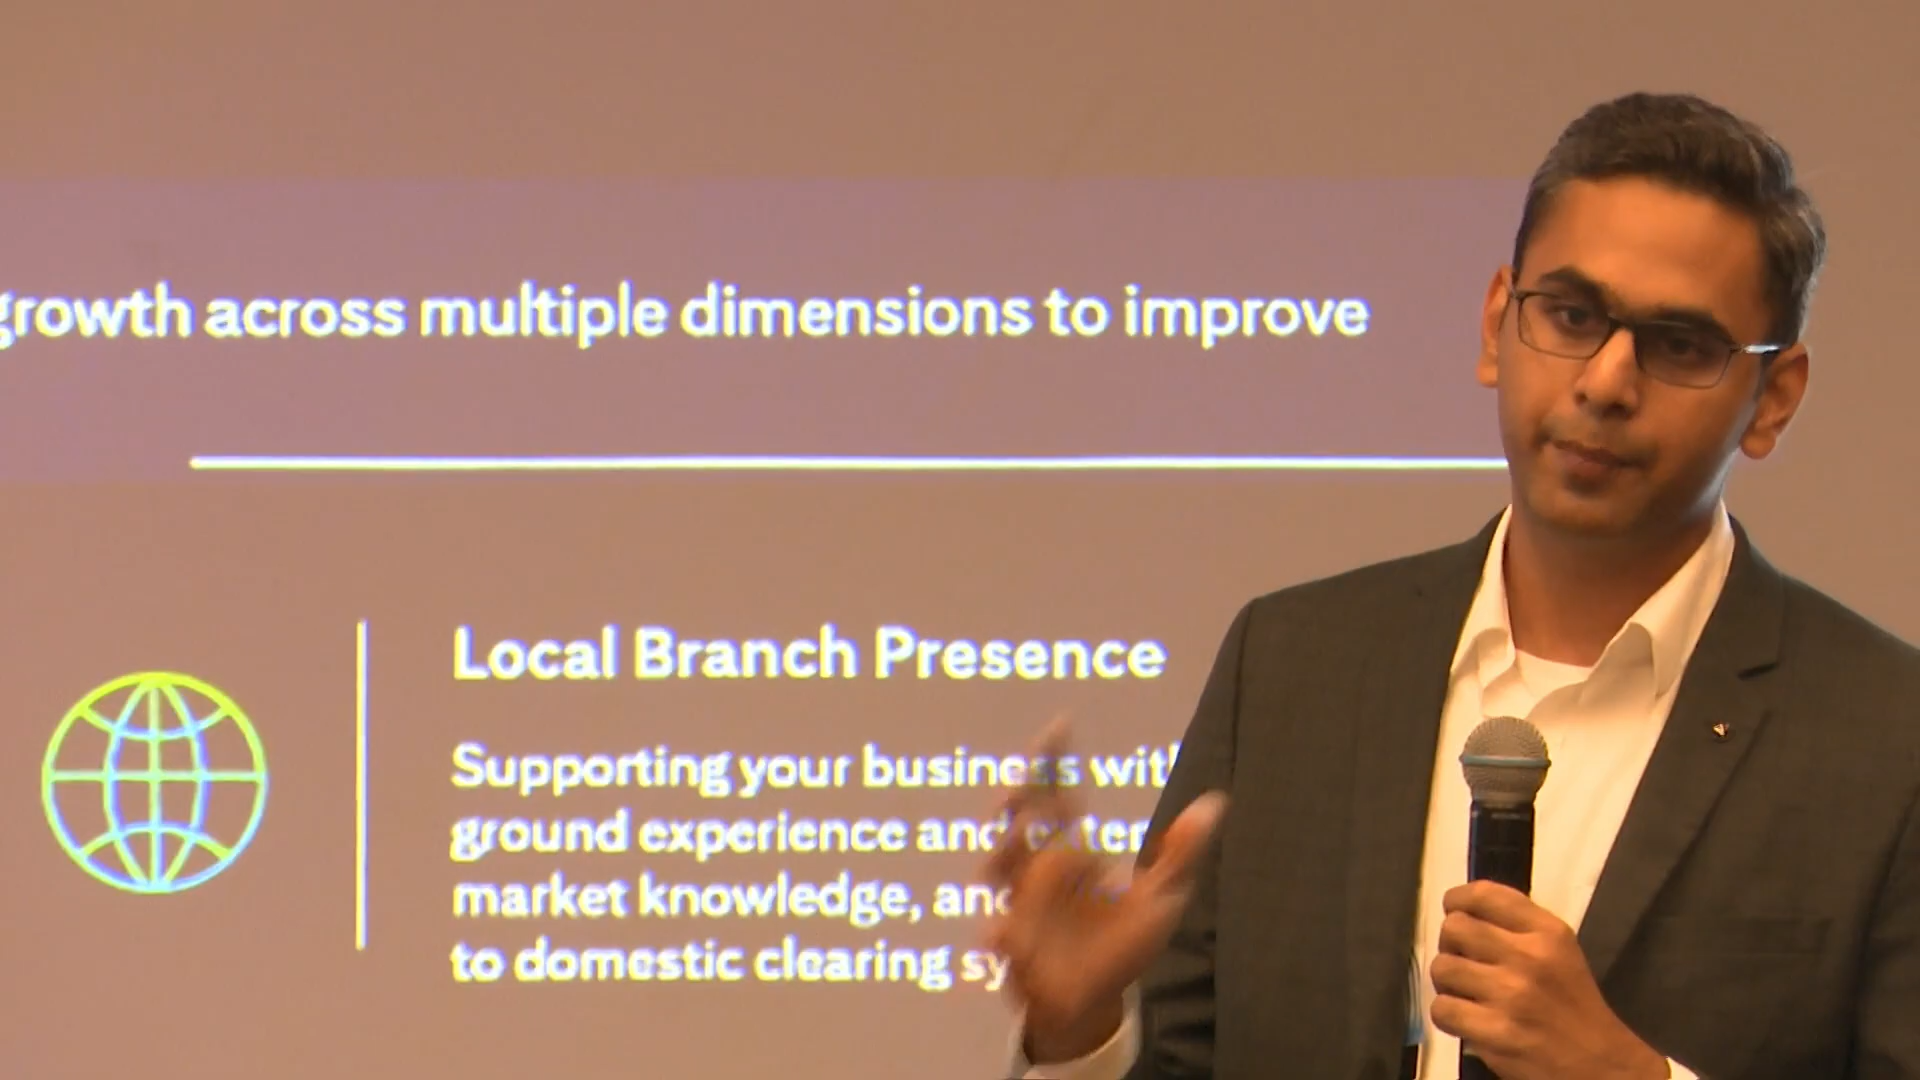 growth across multiple dimensions to improve
Local Branch Presence
Supporting your business
ground experience and
market knowledge,
to domestic clearing